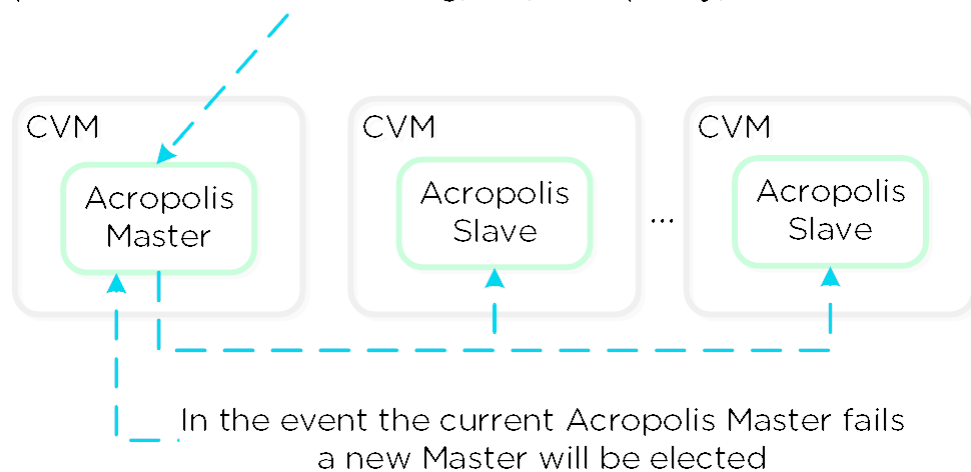 CVM
Acropolis
Master
CVM
Acropolis
Slave
...
CVM
Acropolis
Slave
In the event the current Acropolis Master fails
a new Master will be elected